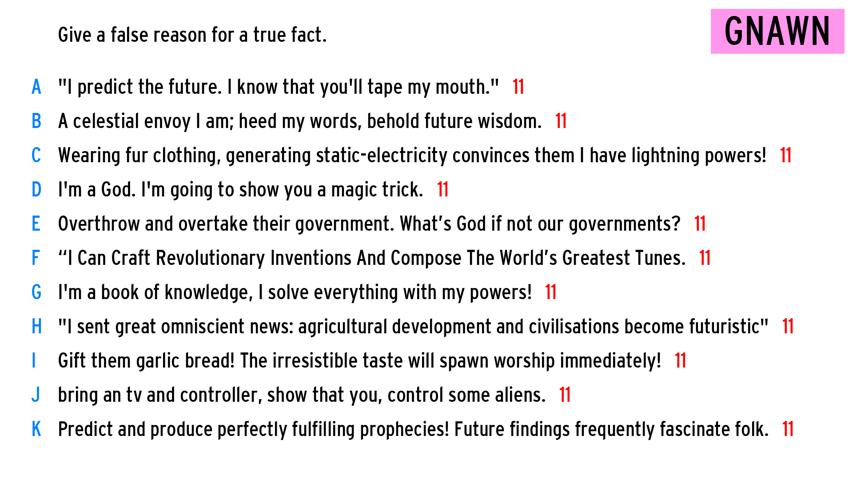 Give a false reason for a true fact.
GNAWN
A "I predict the future. I know that you'll tape my mouth." 11
B A celestial envoy I am; heed my words, behold future wisdom. 11
C Wearing fur clothing, generating static-electricity convinces them I have lightning powers! 11
D I'm a God. I'm going to show you a magic trick. 11
E Overthrow and overtake their government. What's God if not our governments? 11
F “I Can Craft Revolutionary Inventions And Compose The World’s Greatest Tunes. 11
G I'm a book of knowledge, I solve everything with my powers! 11
H "I sent great omniscient news: agricultural development and civilisations become futuristic" 11
I Gift them garlic bread! The irresistible taste will spawn worship immediately! 11
J bring an tv and controller, show that you, control some aliens. 11
K Predict and produce perfectly fulfilling prophecies! Future findings frequently fascinate folk. 11